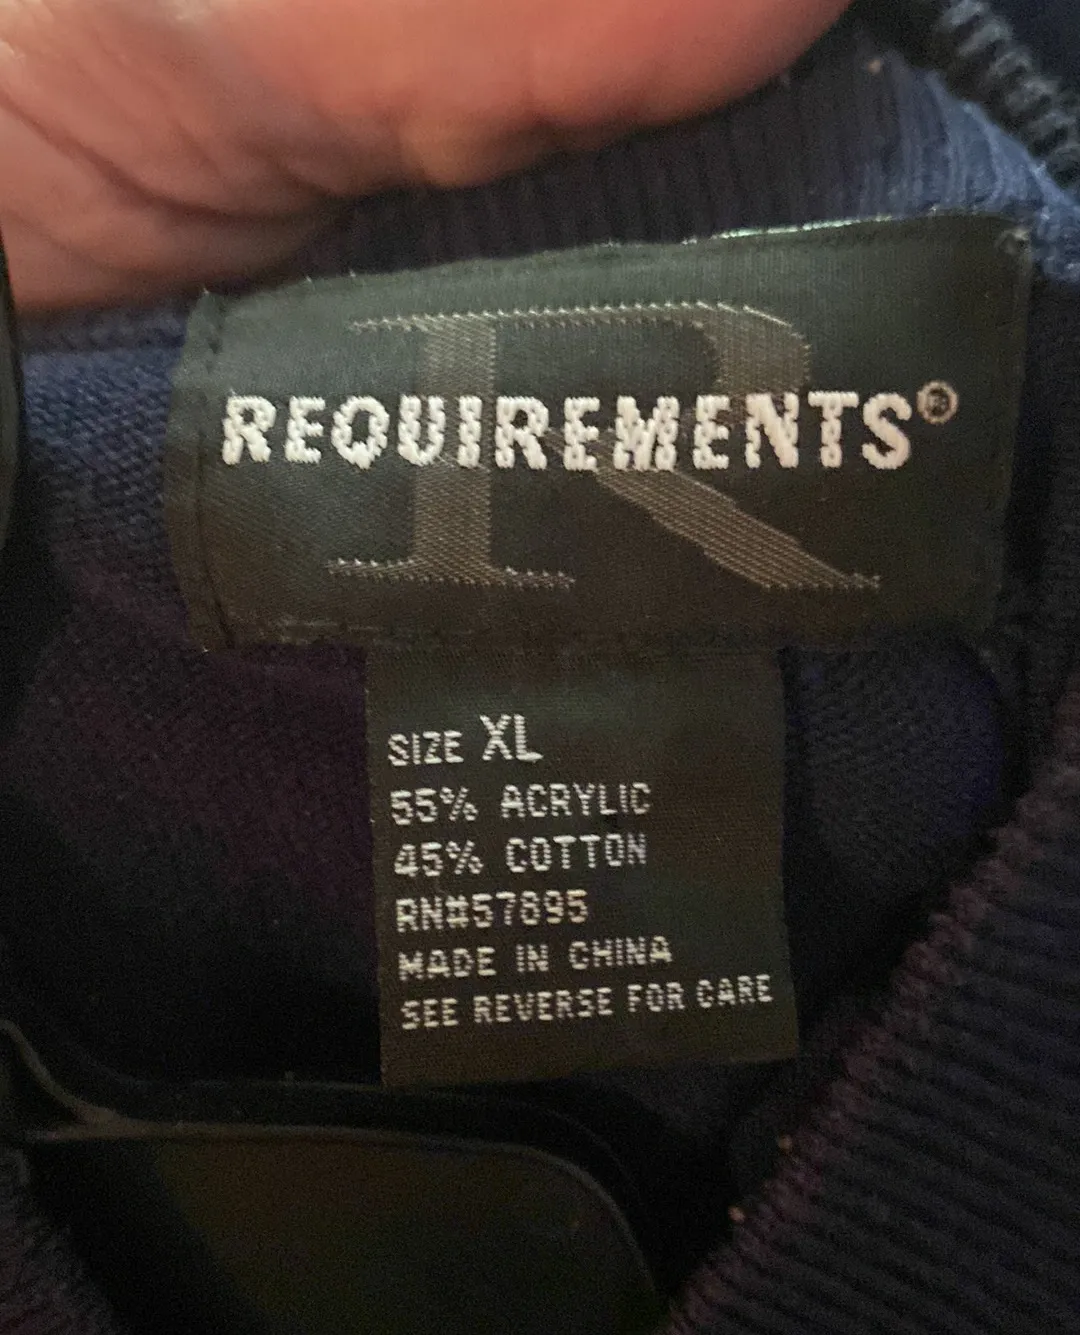 REQUIREMENTS®
SIZE XL
55% ACRYLIC
45% COTTON
RN#57895
MADE IN CHINA
SEE REVERSE FOR CARE